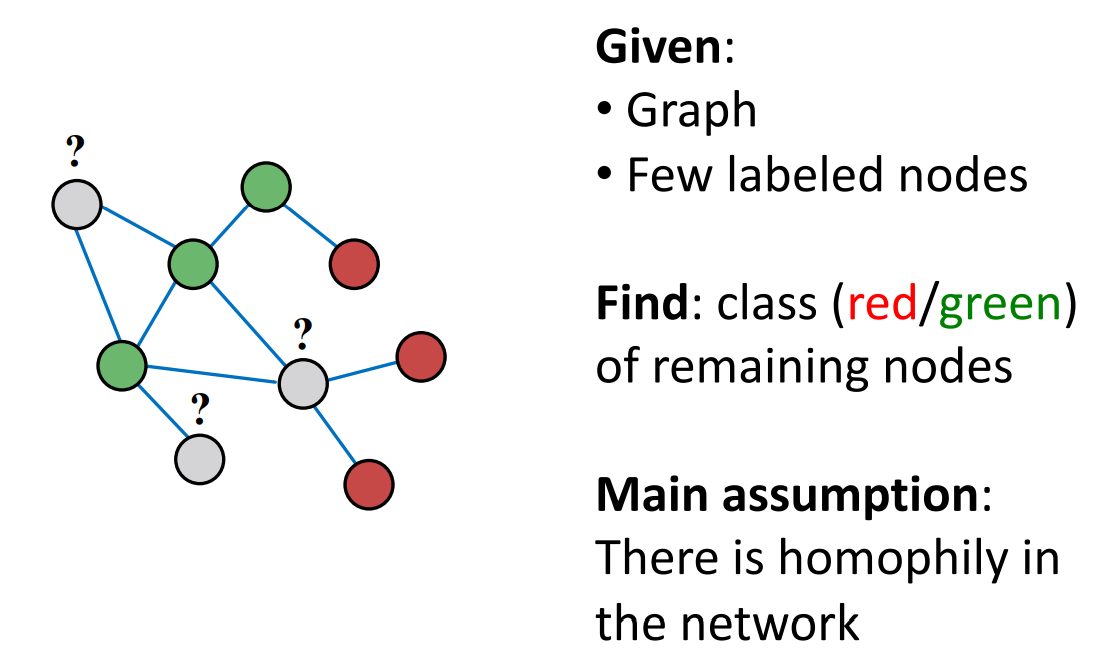 ?
?
?
Given:
• Graph
• Few labeled nodes
Find: class (red/green)
of remaining nodes
Main assumption:
There is homophily in
the network